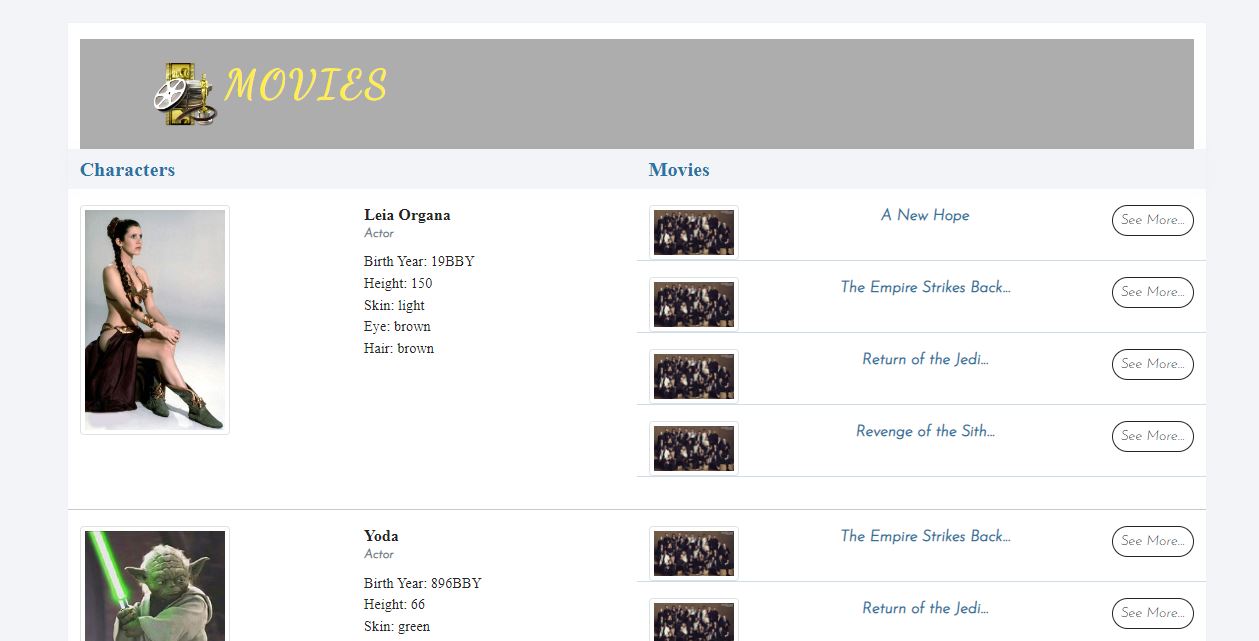 MOVIES
Characters
Movies
Leia Organa
Actor
Birth Year: 19BBY
Height: 150
Skin: light
Eye: brown
Hair: brown
A New Hope
See More...
The Empire Strikes Back...
See More...
Return of the Jedi...
See More...
Revenge of the Sith...
See More...
Yoda
Actor
Birth Year: 896BBY
Height: 66
Skin: green
The Empire Strikes Back...
See More...
Return of the Jedi...
See More...